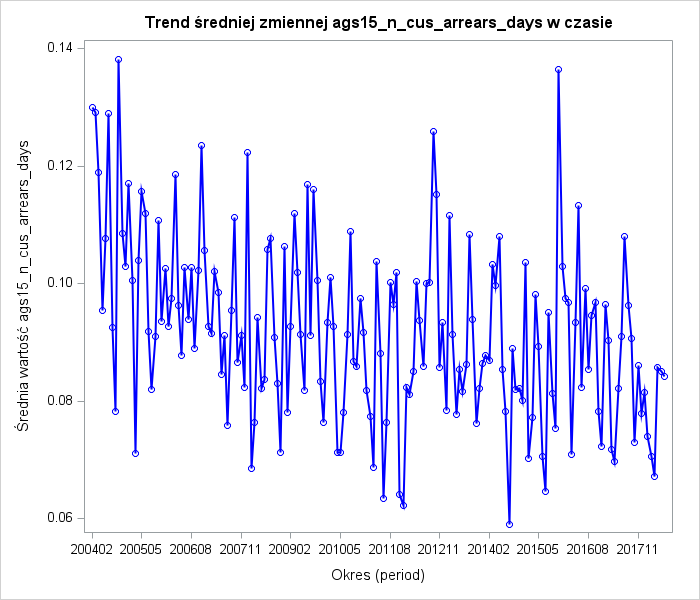 Trend średniej zmiennej ags15_n_cus_arrears_days w czasie
0.14
0.12
0.10
0.08
0.06
Średnia wartość ags15_n_cus_arrears_days
200402 200505 200608 200711 200902 201005 201108 201211 201402 201505 201608 201711
Okres (period)